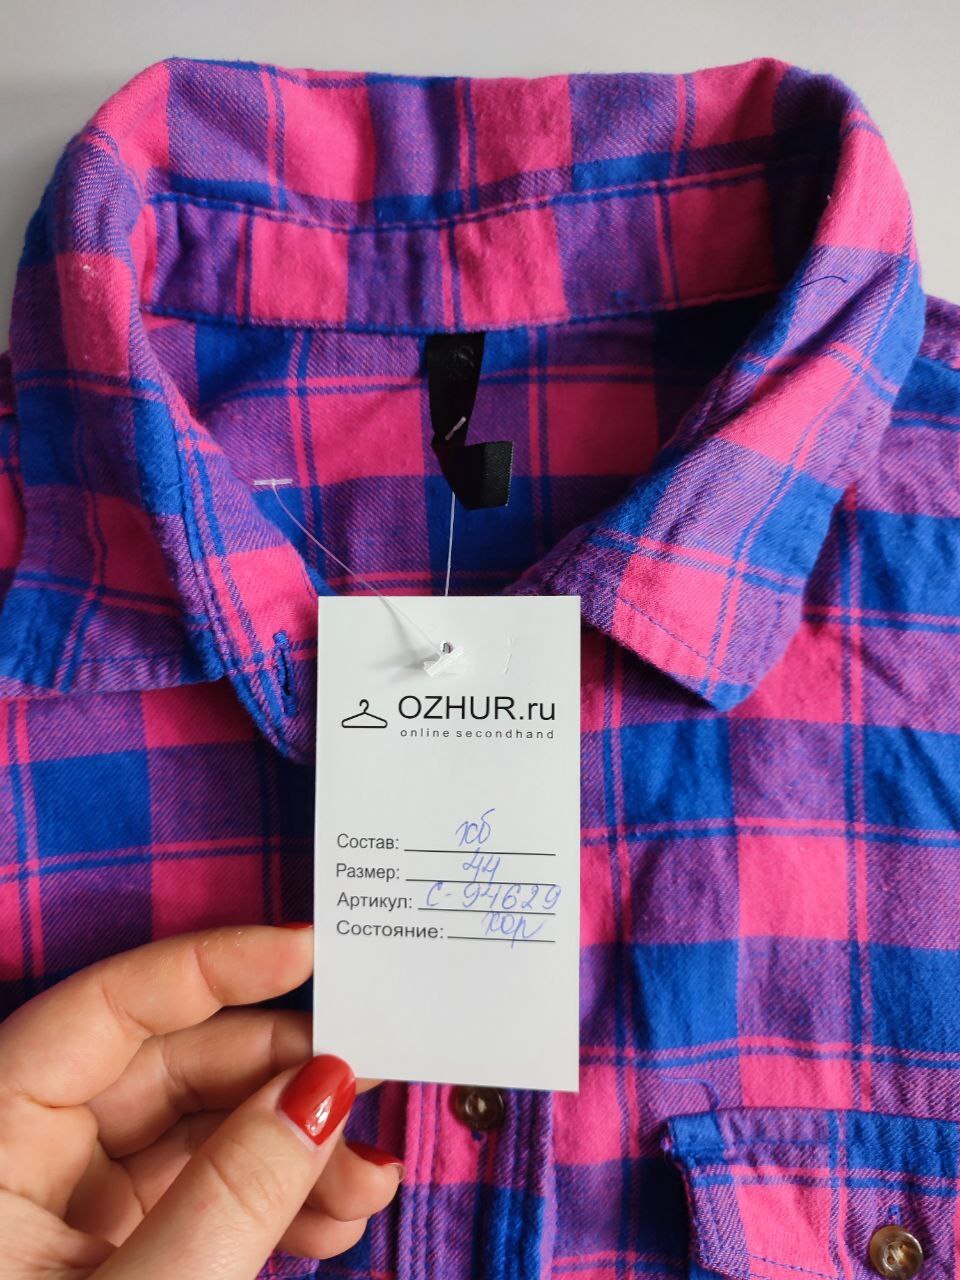 OZHUR.ru
online secondhand
Состав: хб
Размер: 44
Артикул: С-94629
Состояние: хор